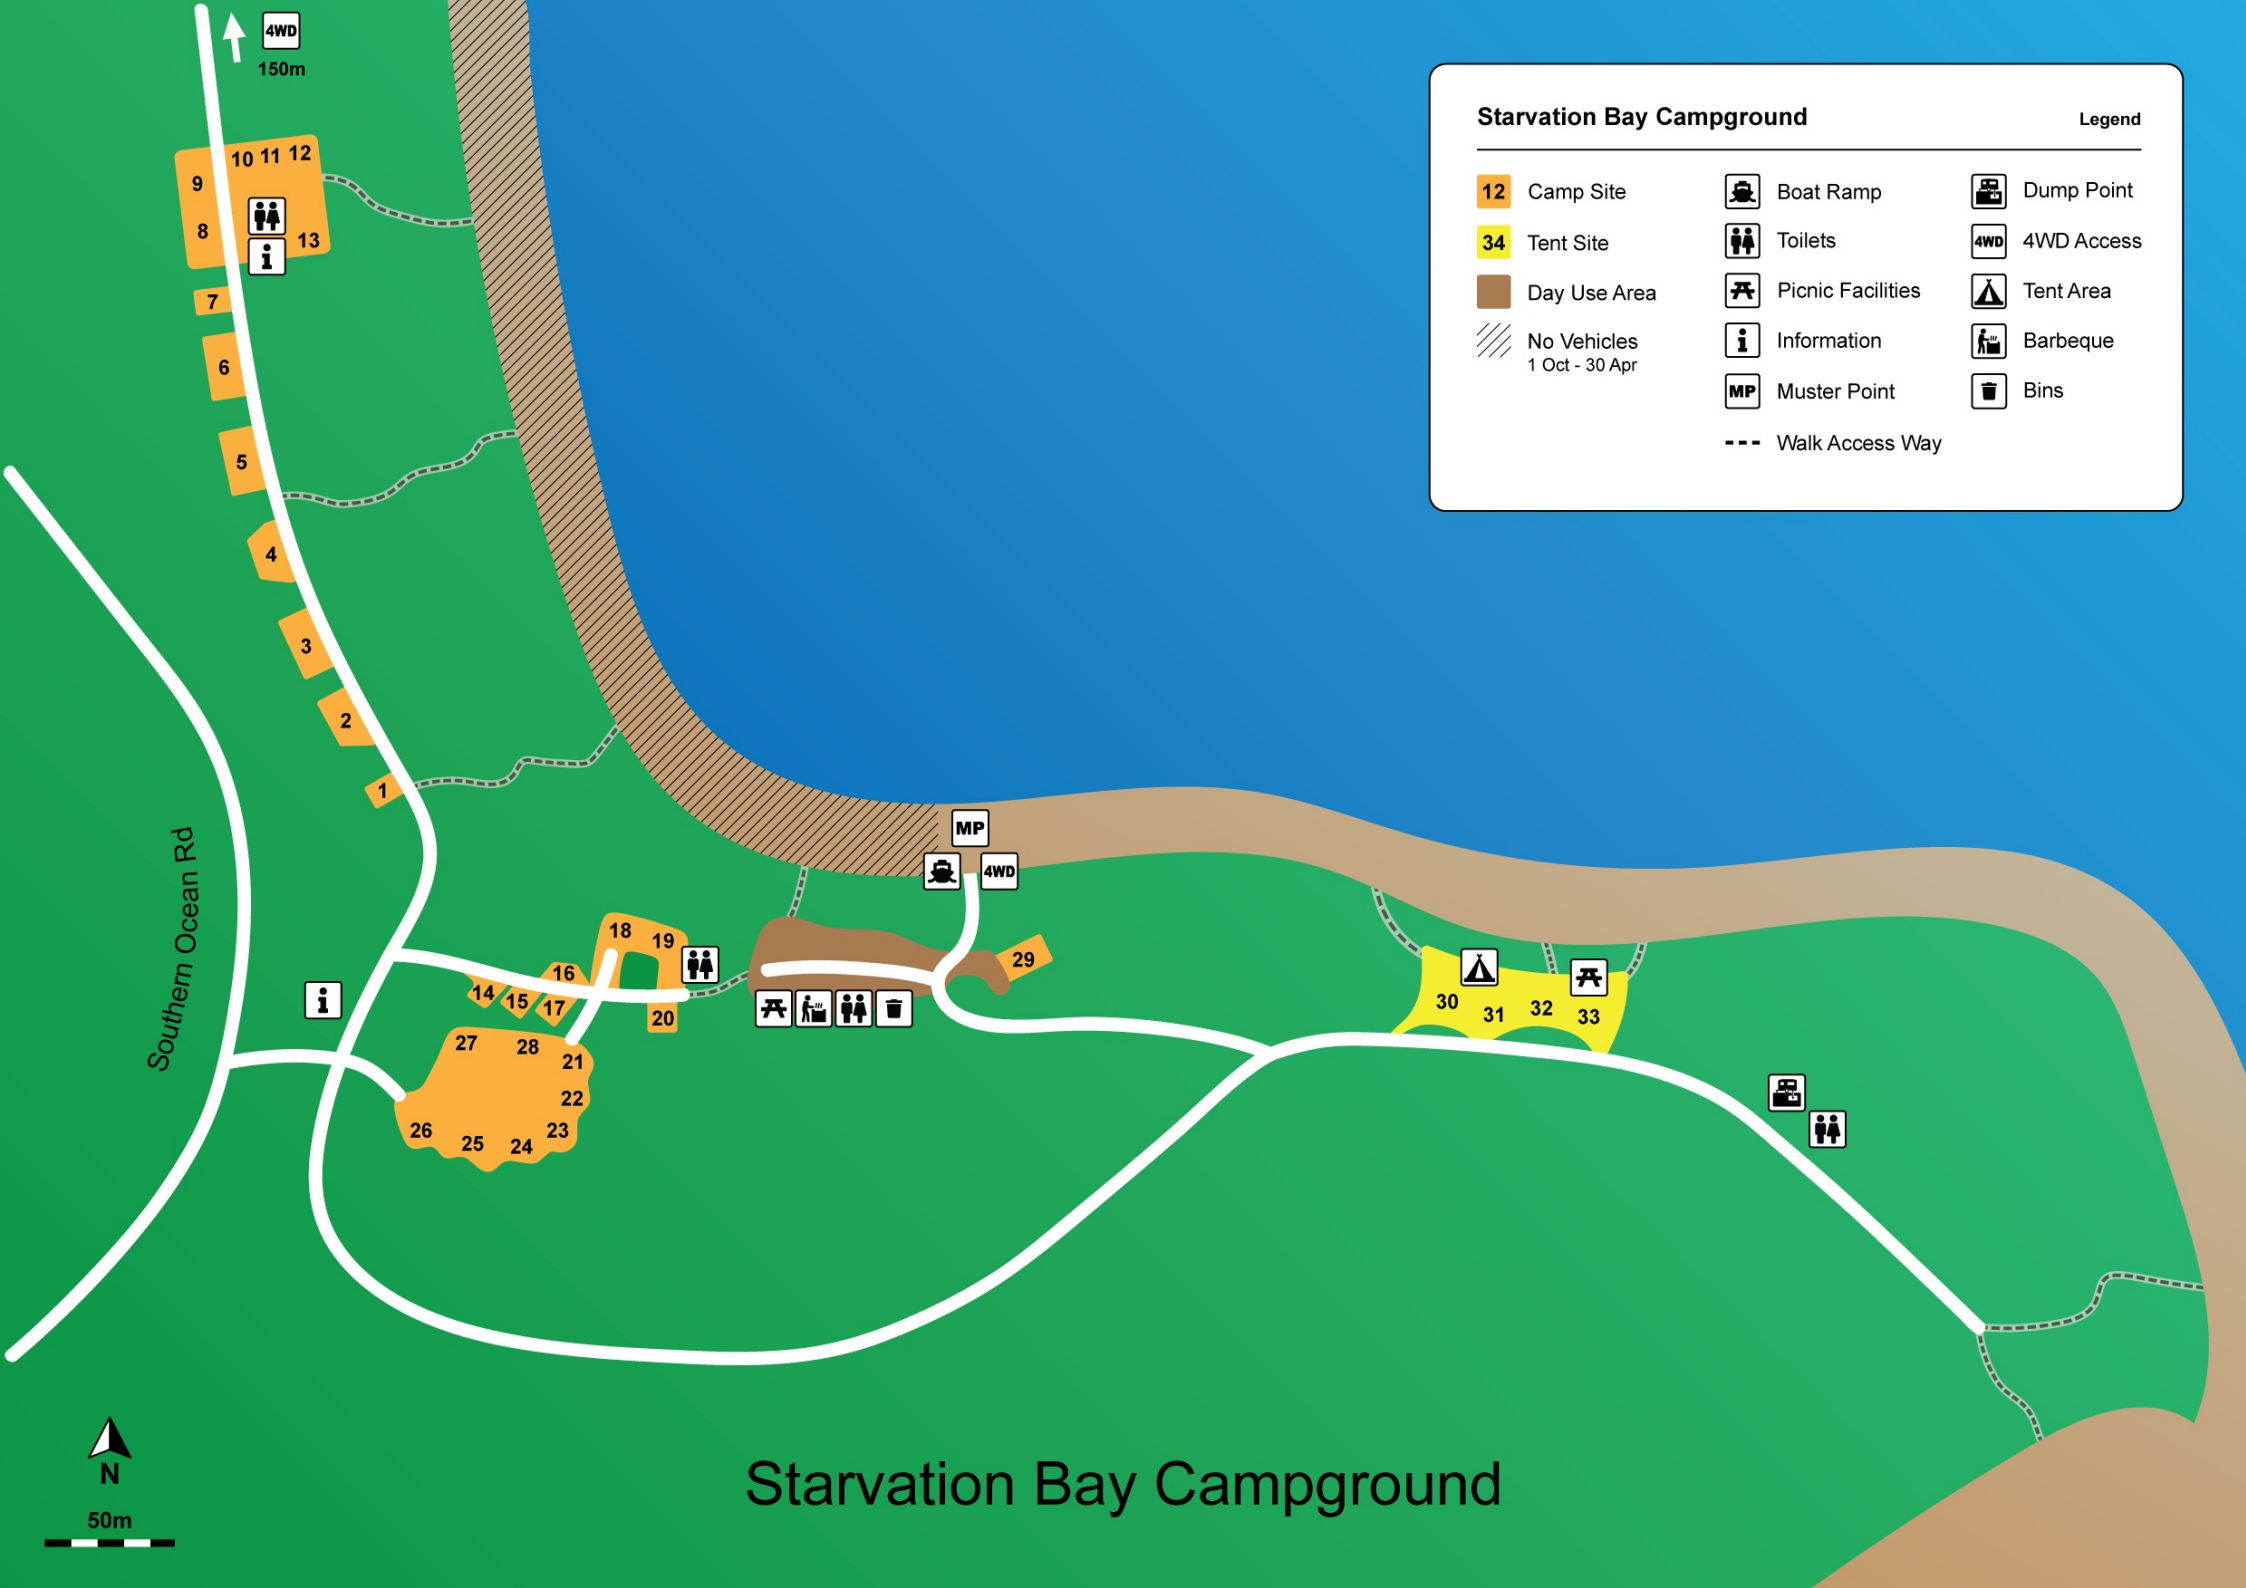 4WD
150m
10 11 12
9
8
13
7
6
5
4
3
2
1
Southern Ocean Rd
18
19
16
14
15
17
20
27
28
21
22
23
24
25
26
MP
4WD
29
30
31
32
33
Starvation Bay Campground
Legend
12 Camp Site
34 Tent Site
Day Use Area
No Vehicles
1 Oct - 30 Apr
Boat Ramp
Toilets
Picnic Facilities
i Information
MP Muster Point
Walk Access Way
Dump Point
4WD 4WD Access
Tent Area
Barbeque
Bins
N
50m
Starvation Bay Campground